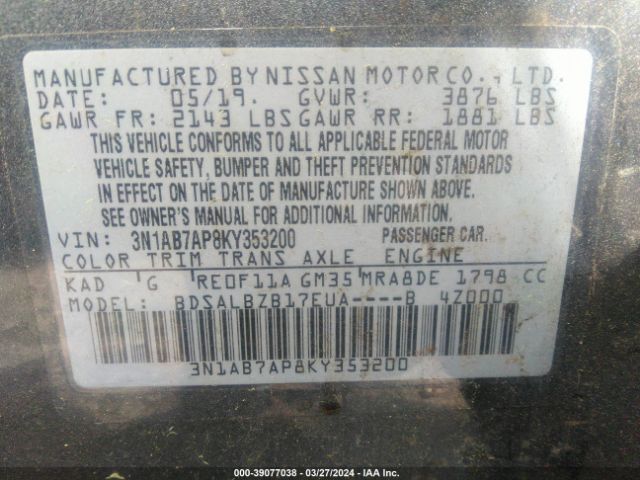 MANUFACTURED BY NISSAN MOTOR CO., LTD.
DATE: 05/19. GVWR: 3876 LBS
GAWR FR: 2143 LBS GAWR RR: 1881 LBS
THIS VEHICLE CONFORMS TO ALL APPLICABLE FEDERAL MOTOR
VEHICLE SAFETY, BUMPER AND THEFT PREVENTION STANDARDS
IN EFFECT ON THE DATE OF MANUFACTURE SHOWN ABOVE.
SEE OWNER'S MANUAL FOR ADDITIONAL INFORMATION.
VIN: 3N1AB7AP8KY353200 PASSENGER CAR.
COLOR TRIM TRANS AXLE ENGINE
KAD G RE0F11A GM35 MRA8DE 1798 CC
MODEL: BDSALBZB17EUA----B 4Z000
3N1AB7AP8KY353200
000-39077038 | 03/27/2024 | IAA Inc.